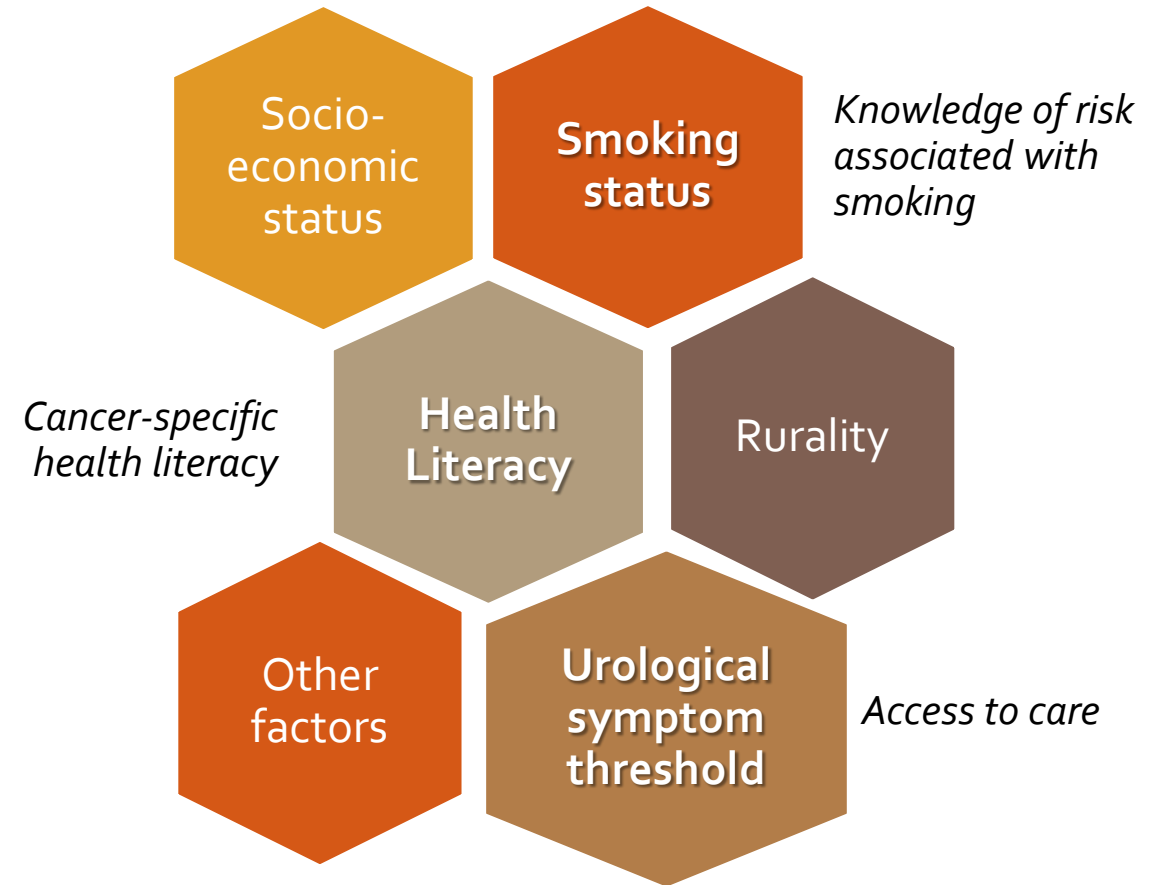 Socio-
economic
status
Smoking
status
Knowledge of risk
associated with
smoking
Cancer-specific
health literacy
Health
Literacy
Rurality
Other
factors
Urological
symptom
threshold
Access to care